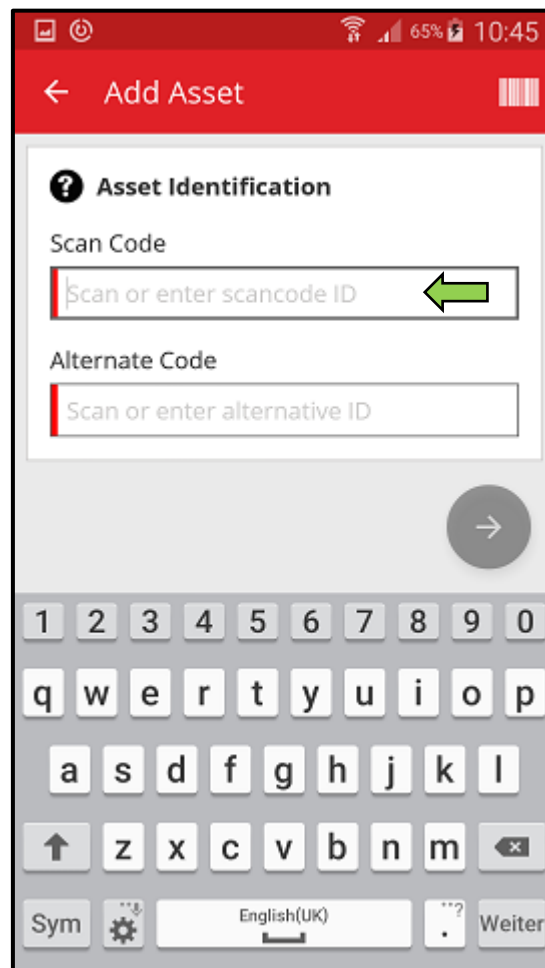 65% 10:45
Add Asset
? Asset Identification
Scan Code
Scan or enter scancode ID
Alternate Code
Scan or enter alternative ID
1 2 3 4 5 6 7 8 9 0
q w e r t y u i o p
a s d f g h j k l
z x c v b n m
Sym English(UK) ..? . Weiter